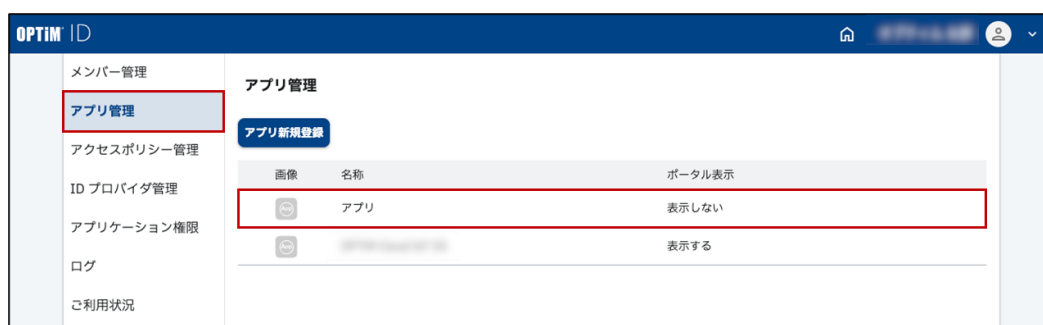 OPTiM ID
メンバー管理
アプリ管理
アクセスポリシー管理
ID プロバイダ管理
アプリケーション権限
ログ
ご利用状況
アプリ管理
アプリ新規登録
画像 名称 ポータル表示
アプリ 表示しない
表示する